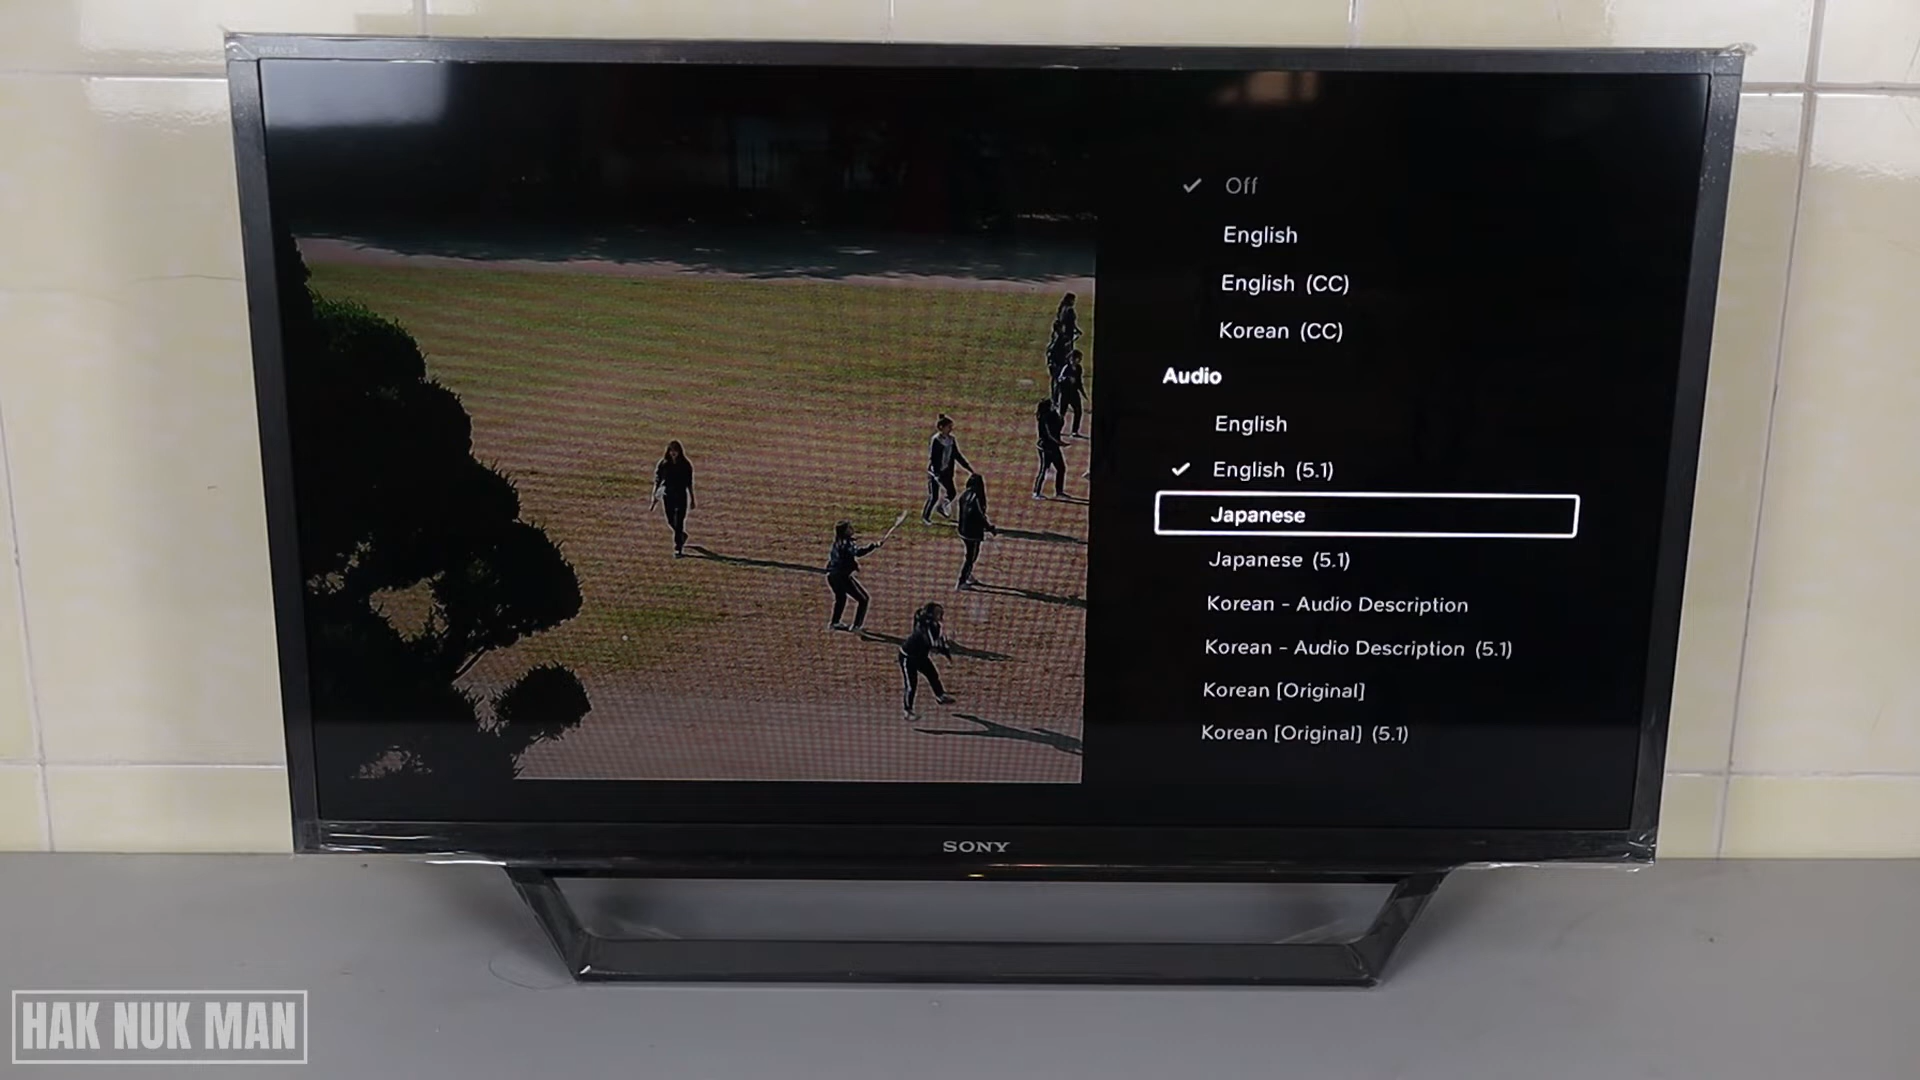 BRAVIA
Off
English
English (CC)
Korean (CC)
Audio
English
English (5.1)
Japanese
Japanese (5.1)
Korean - Audio Description
Korean - Audio Description (5.1)
Korean [Original]
Korean [Original] (5.1)
SONY
HAK NUK MAN